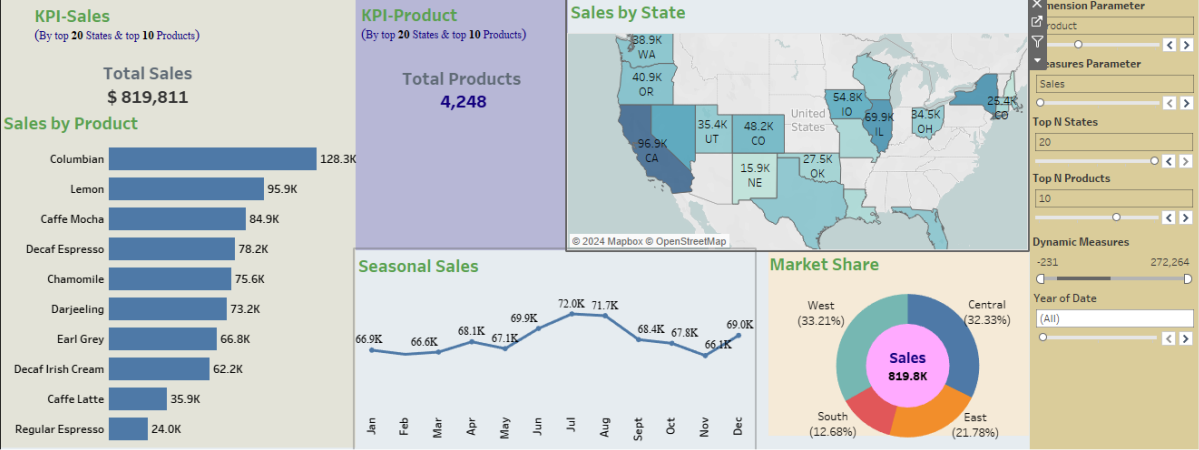 KPI-Sales
(By top 20 States & top 10 Products)
Total Sales
$ 819,811
Sales by Product
Columbian 128.3K
Lemon 95.9K
Caffe Mocha 84.9K
Decaf Espresso 78.2K
Chamomile 75.6K
Darjeeling 73.2K
Earl Grey 66.8K
Decaf Irish Cream 62.2K
Caffe Latte 35.9K
Regular Espresso 24.0K
KPI-Product
(By top 20 States & top 10 Products)
Total Products
4,248
Sales by State
38.9K
WA
40.9K
OR
96.9K
CA
35.4K
UT
48.2K
CO
15.9K
NE
27.5K
OK
54.8K
IO
69.9K
IL
34.5K
OH
25.4K
CO
United
States
© 2024 Mapbox © OpenStreetMap
Seasonal Sales
66.9K
66.6K
68.1K
67.1K
69.9K
72.0K
71.7K
68.4K
67.8K
66.1K
69.0K
Jan
Feb
Mar
Apr
May
Jun
Jul
Aug
Sept
Oct
Nov
Dec
Market Share
West
(33.21%)
Central
(32.33%)
Sales
819.8K
South
(12.68%)
East
(21.78%)
mension Parameter
roduct
easures Parameter
Sales
Top N States
20
Top N Products
10
Dynamic Measures
-231 272,264
Year of Date
(All)